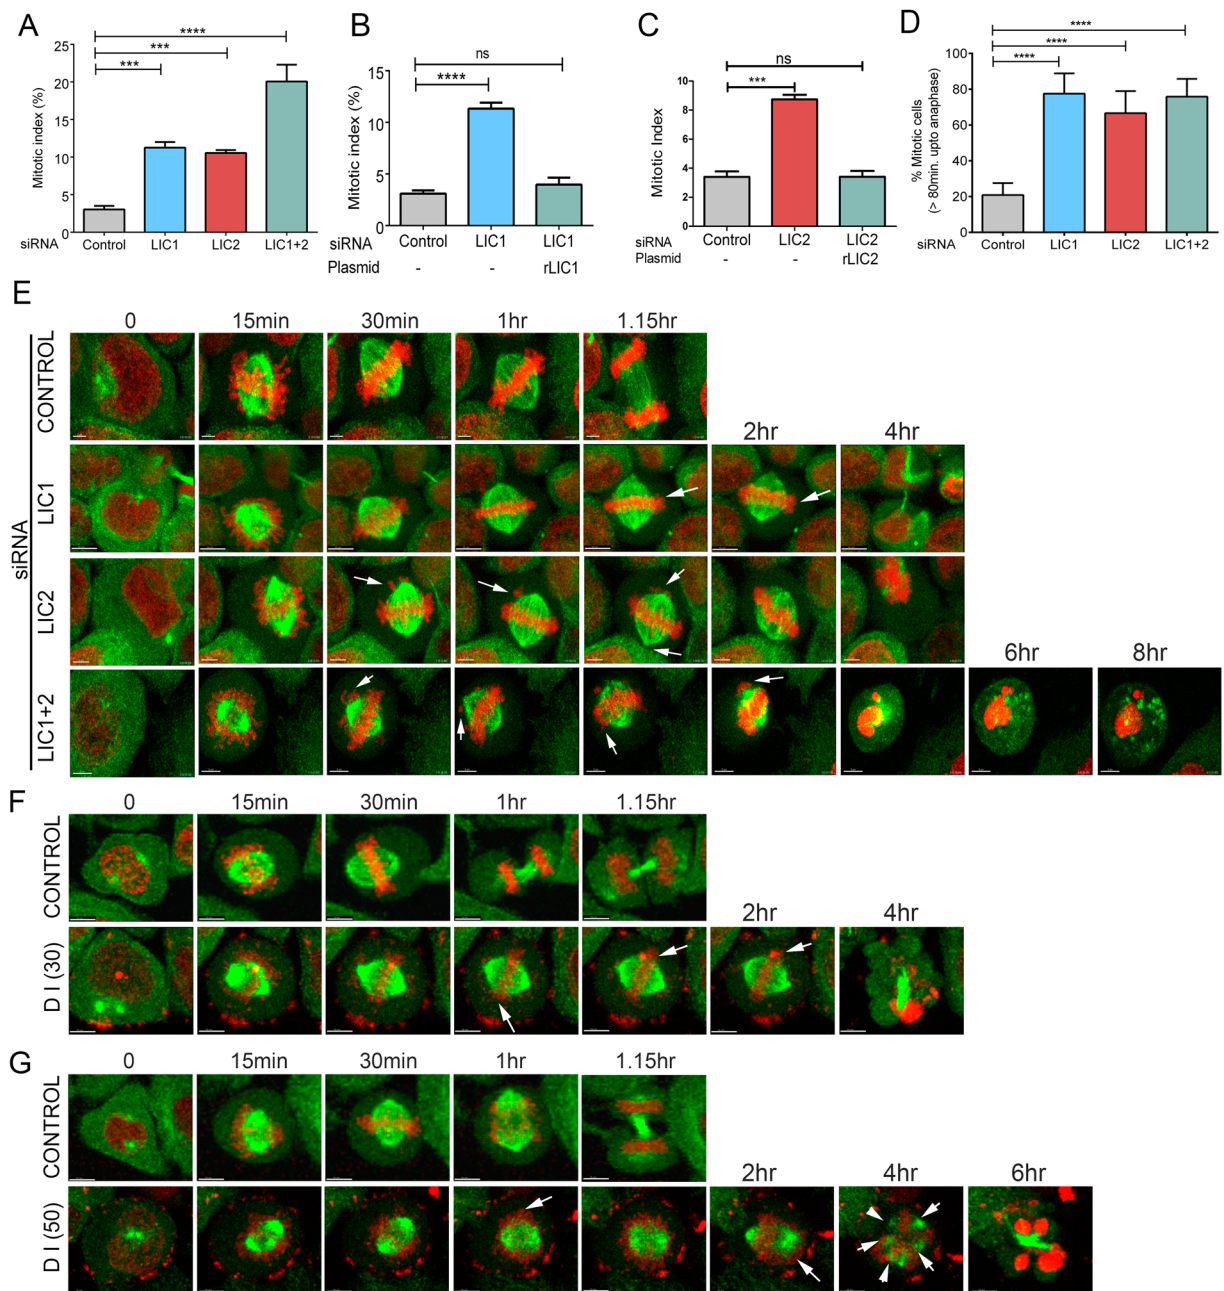 A
Mitotic index (%)
25
20
15
10
5
0
****
***
***
siRNA Control LIC1 LIC2 LIC1+2
B
Mitotic index (%)
15
10
5
0
ns
****
siRNA Control LIC1 LIC1
Plasmid - - rLIC1
C
Mitotic Index
10
8
6
4
2
0
ns
***
siRNA Control LIC2 LIC2
Plasmid - - rLIC2
D
% Mitotic cells
(> 80min. upto anaphase)
100
80
60
40
20
0
****
****
****
siRNA Control LIC1 LIC2 LIC1+2
E
0 15min 30min 1hr 1.15hr
siRNA
CONTROL
2hr 4hr
LIC1
LIC2
6hr 8hr
LIC1+2
F
0 15min 30min 1hr 1.15hr
CONTROL
2hr 4hr
D I (30)
G
0 15min 30min 1hr 1.15hr
CONTROL
2hr 4hr 6hr
D I (50)